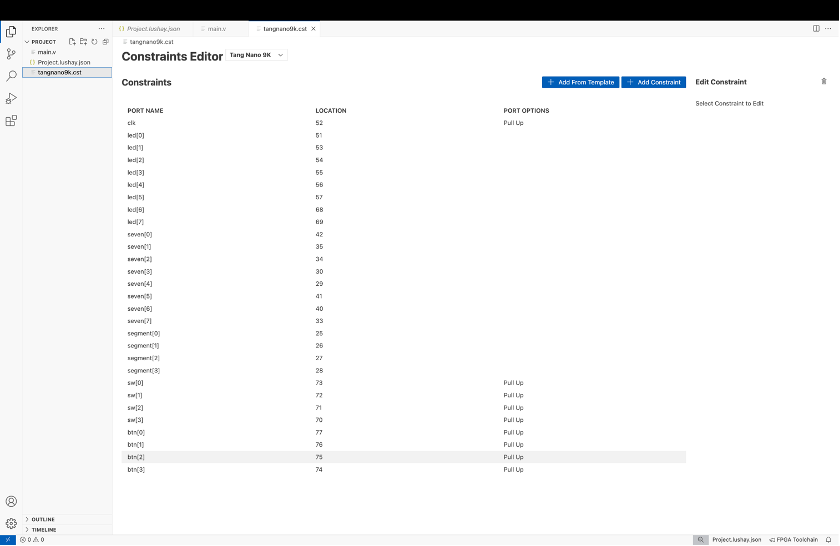 EXPLORER
PROJECT
main.v
{} Project.lushay.json
tangnano9k.cst
OUTLINE
TIMELINE
{} Project.lushay.json
main.v
tangnano9k.cst
tangnano9k.cst
Constraints Editor
Tang Nano 9K
Constraints
Add From Template
Add Constraint
PORT NAME LOCATION PORT OPTIONS
clk 52 Pull Up
led[0] 51
led[1] 53
led[2] 54
led[3] 55
led[4] 56
led[5] 57
led[6] 68
led[7] 69
seven[0] 42
seven[1] 35
seven[2] 34
seven[3] 30
seven[4] 29
seven[5] 41
seven[6] 40
seven[7] 33
segment[0] 25
segment[1] 26
segment[2] 27
segment[3] 28
sw[0] 73 Pull Up
sw[1] 72 Pull Up
sw[2] 71 Pull Up
sw[3] 70 Pull Up
btn[0] 77 Pull Up
btn[1] 76 Pull Up
btn[2] 75 Pull Up
btn[3] 74 Pull Up
Edit Constraint
Select Constraint to Edit
0 0
Project.lushay.json
FPGA Toolchain